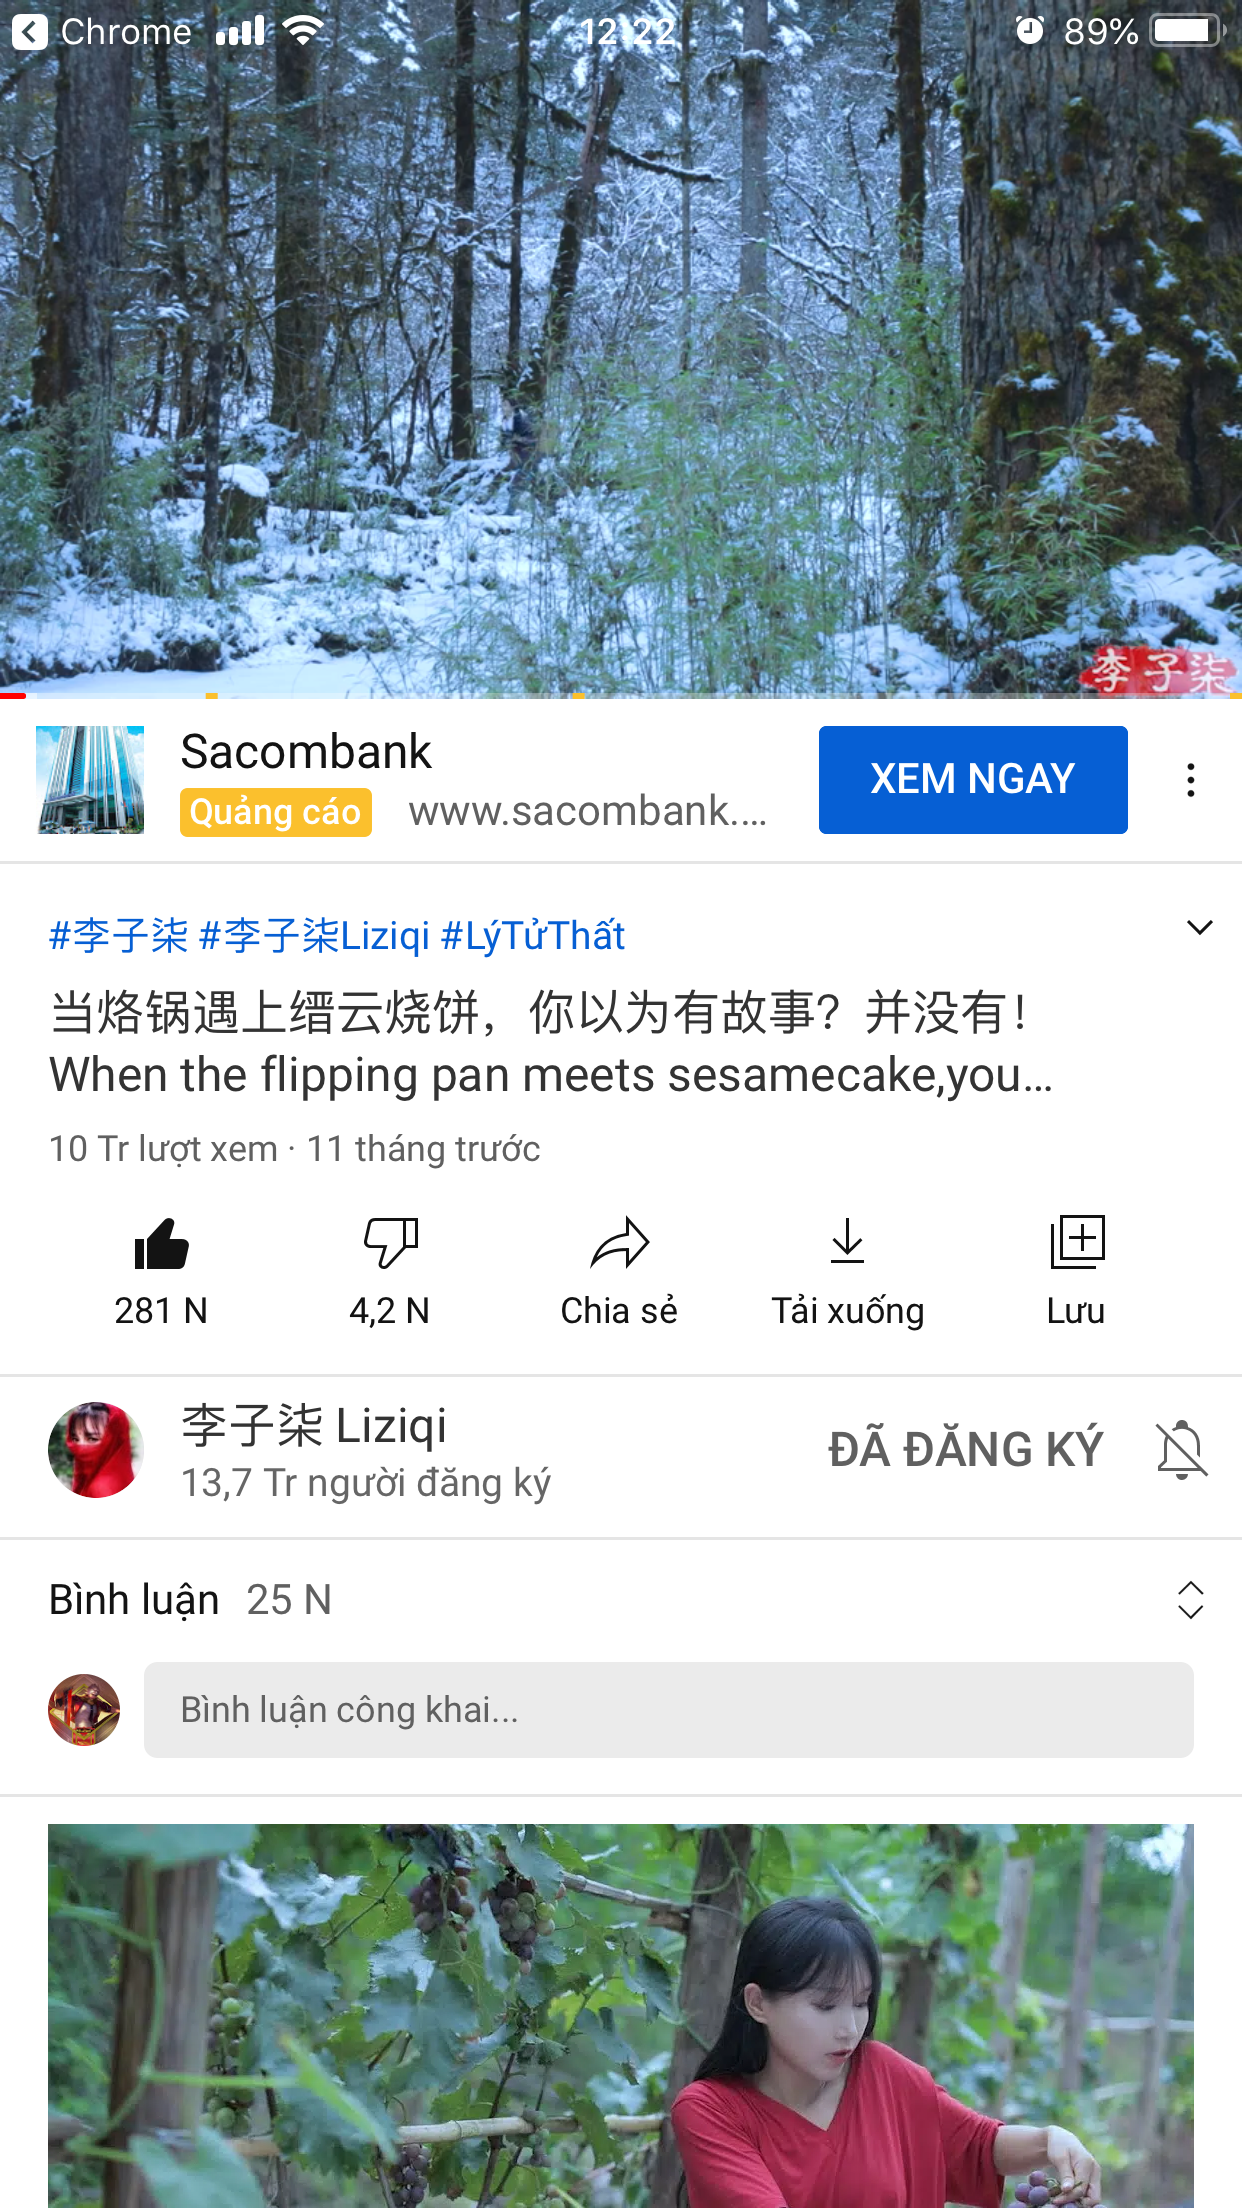 Chrome 12:22 89%
李子柒
Sacombank
Quảng cáo www.sacombank....
XEM NGAY
#李子柒 #李子柒Liziqi #LýTửThất
当烙锅遇上缙云烧饼，你以为有故事？并没有！
When the flipping pan meets sesamecake,you...
10 Tr lượt xem · 11 tháng trước
281 N 4,2 N Chia sẻ Tải xuống Lưu
李子柒 Liziqi
13,7 Tr người đăng ký
ĐÃ ĐĂNG KÝ
Bình luận 25 N
Bình luận công khai...